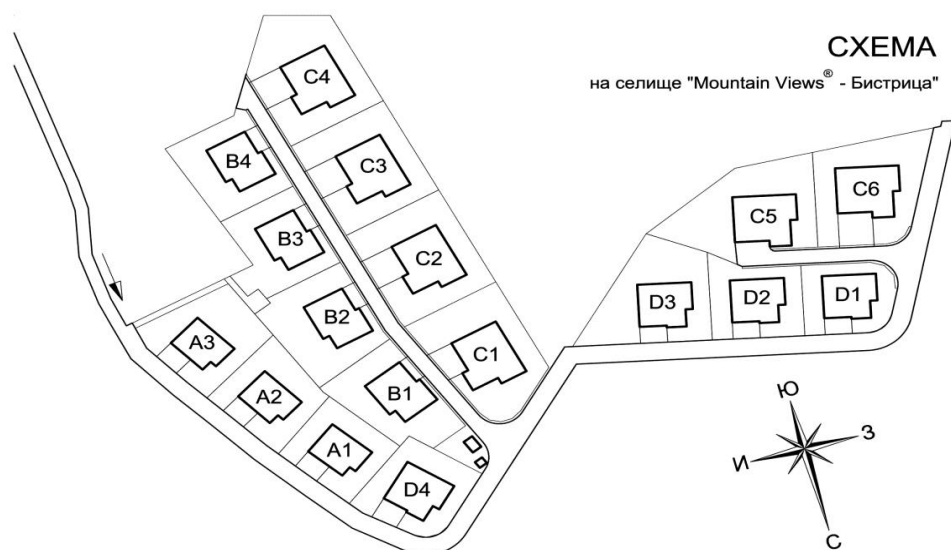 СХЕМА
на селище "Mountain Views® - Бистрица"
C4
B4
C3
C6
C5
B3
C2
D3
D2
D1
B2
A3
C1
A2
B1
A1
D4
Ю
З
И
С